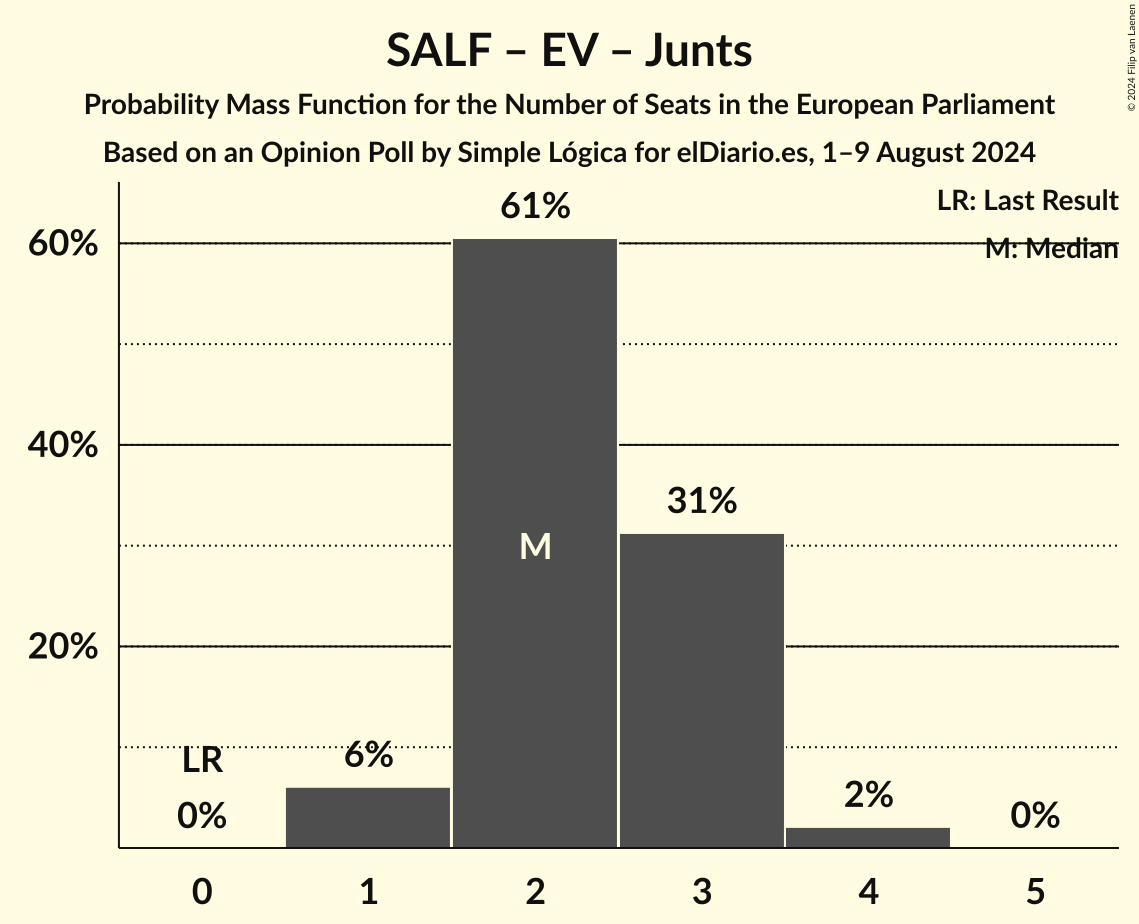 SALF – EV – Junts
Probability Mass Function for the Number of Seats in the European Parliament
Based on an Opinion Poll by Simple Lógica for elDiario.es, 1–9 August 2024
© 2024 Filip van Laenen
LR: Last Result
M: Median
60%
40%
20%
61%
31%
M
LR
6%
0%
2%
0%
0 1 2 3 4 5